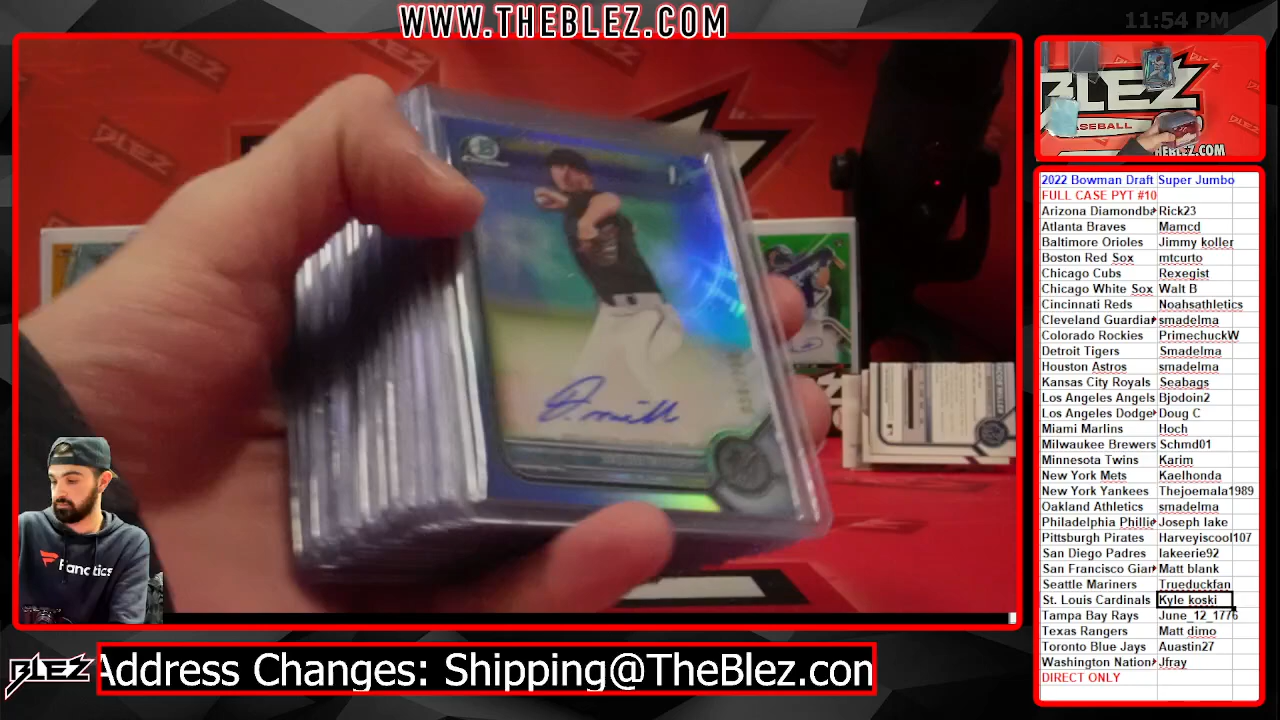 WWW.THEBLEZ.COM
11:54 PM
BLEZ
BASEBALL
THEBLEZ.COM
2022 Bowman Draft Super Jumbo
FULL CASE PYT #10
Arizona Diamondba Rick23
Atlanta Braves Mamcd
Baltimore Orioles Jimmy koller
Boston Red Sox mtcurto
Chicago Cubs Rexegist
Chicago White Sox Walt B
Cincinnati Reds Noahsathletics
Cleveland Guardia smadelma
Colorado Rockies PrimechuckW
Detroit Tigers Smadelma
Houston Astros smadelma
Kansas City Royals Seabags
Los Angeles Angels Bjodoin2
Los Angeles Dodge Doug C
Miami Marlins Hoch
Milwaukee Brewers Schmd01
Minnesota Twins Karim
New York Mets Kaelhonda
New York Yankees Thejoemala1989
Oakland Athletics smadelma
Philadelphia Phillie Joseph lake
Pittsburgh Pirates Harveyiscool107
San Diego Padres lakeerie92
San Francisco Gian Matt blank
Seattle Mariners Trueduckfan
St. Louis Cardinals Kyle koski
Tampa Bay Rays June_12_1776
Texas Rangers Matt dimo
Toronto Blue Jays Auastin27
Washington Nation Jfray
DIRECT ONLY
Fanatics
BLEZ
Address Changes: Shipping@TheBlez.com